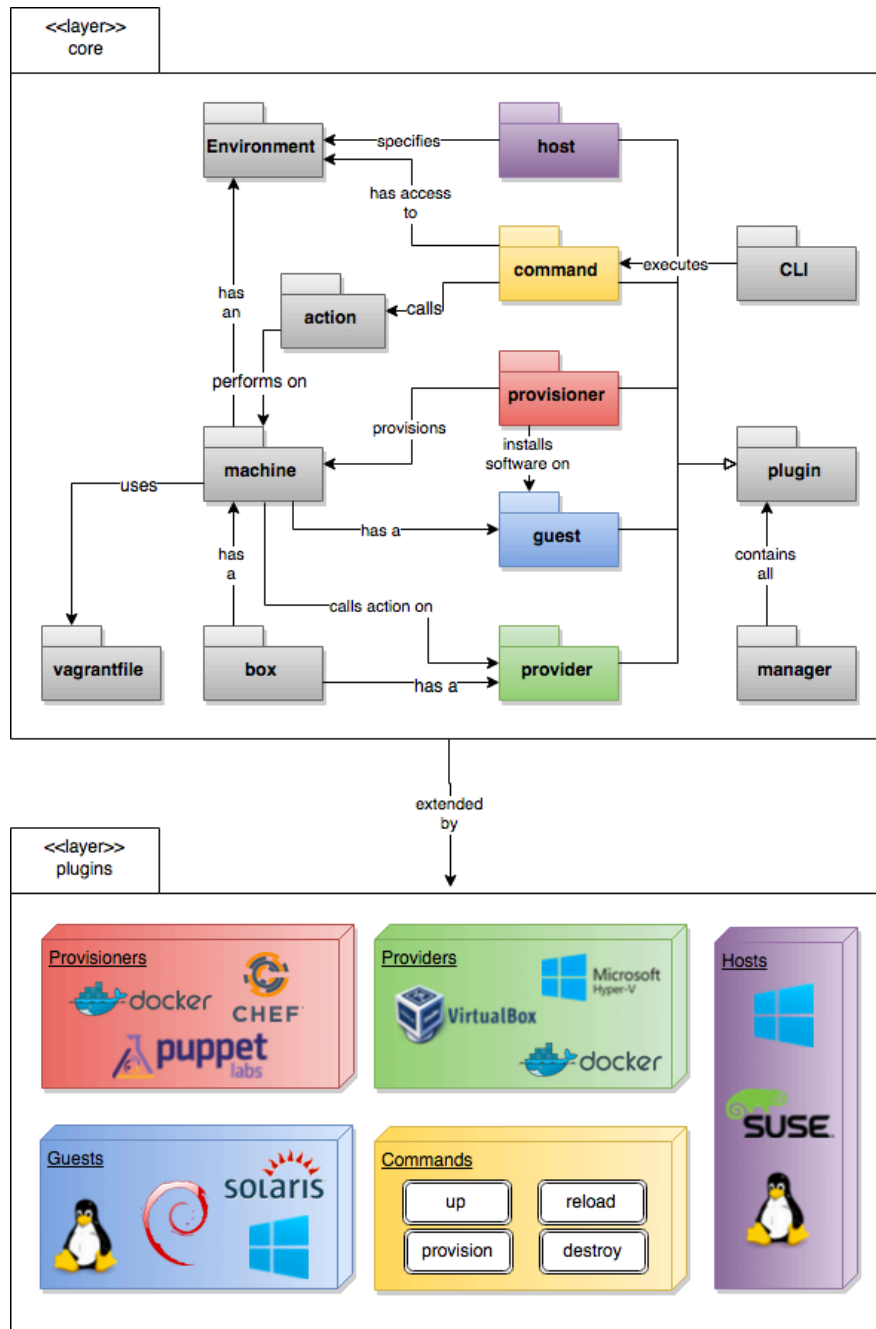 <<layer>>
core
Environment
specifies
host
has access
to
command
executes
CLI
has
an
action
calls
performs on
provisioner
provisions
installs
software on
machine
plugin
uses
has a
guest
has
a
contains
all
calls action on
vagrantfile
box
has a
provider
manager
extended
by
<<layer>>
plugins
Provisioners
docker
CHEF
puppet
labs
Providers
Microsoft
Hyper-V
VirtualBox
docker
Hosts
SUSE
Guests
solaris
Commands
up
reload
provision
destroy